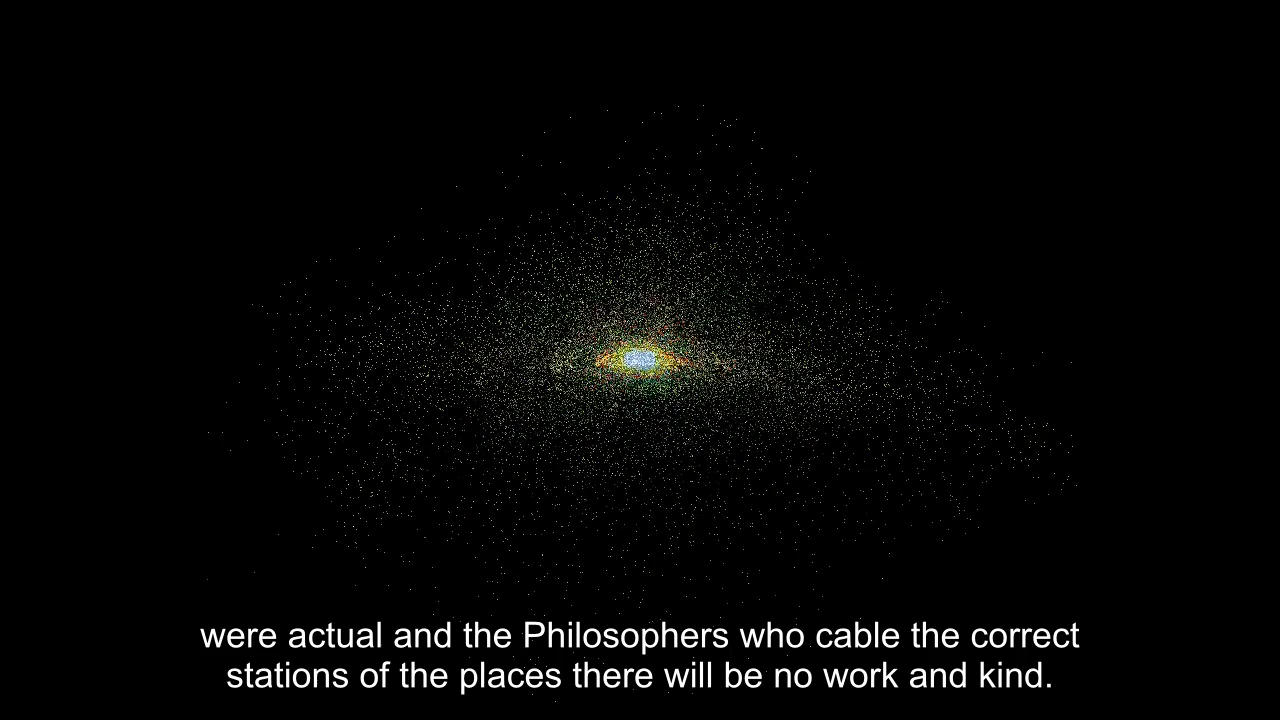 were actual and the Philosophers who cable the correct
stations of the places there will be no work and kind.